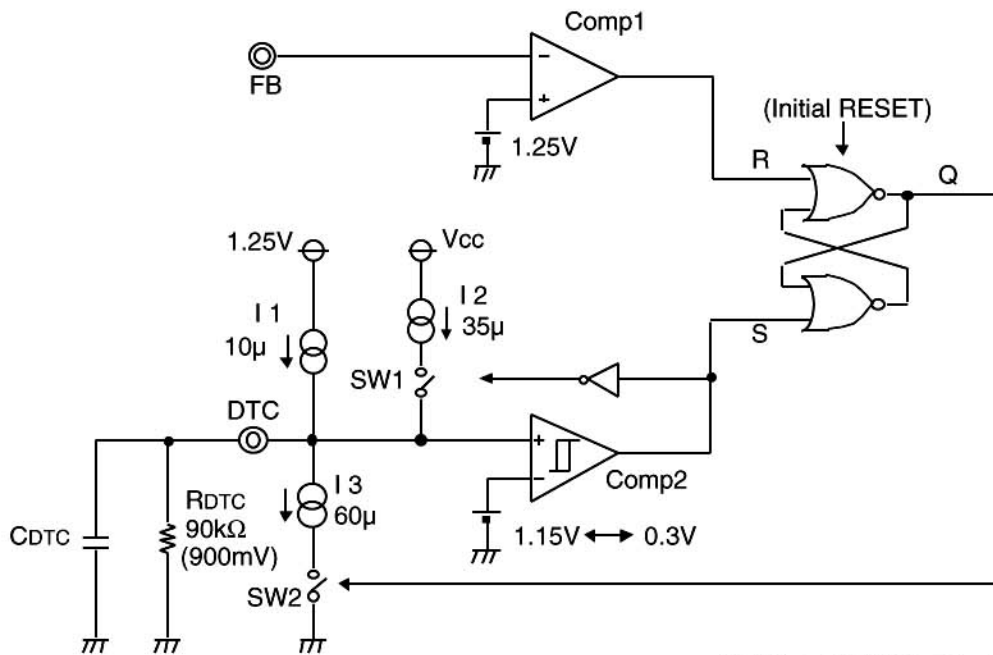 Comp1
FB
1.25V
(Initial RESET)
R
Q
1.25V
Vcc
I 1
10µ
I 2
35µ
SW1
S
DTC
Comp2
I 3
60µ
CDTC
RDTC
90kΩ
(900mV)
1.15V ↔ 0.3V
SW2